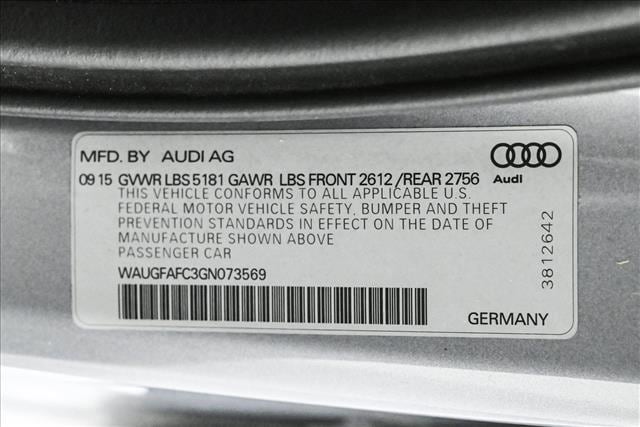 MFD. BY AUDI AG
09 15 GVWR LBS 5181 GAWR LBS FRONT 2612 /REAR 2756
Audi
THIS VEHICLE CONFORMS TO ALL APPLICABLE U.S.
FEDERAL MOTOR VEHICLE SAFETY, BUMPER AND THEFT
PREVENTION STANDARDS IN EFFECT ON THE DATE OF
MANUFACTURE SHOWN ABOVE
PASSENGER CAR
WAUGFAFC3GN073569
3812642
GERMANY